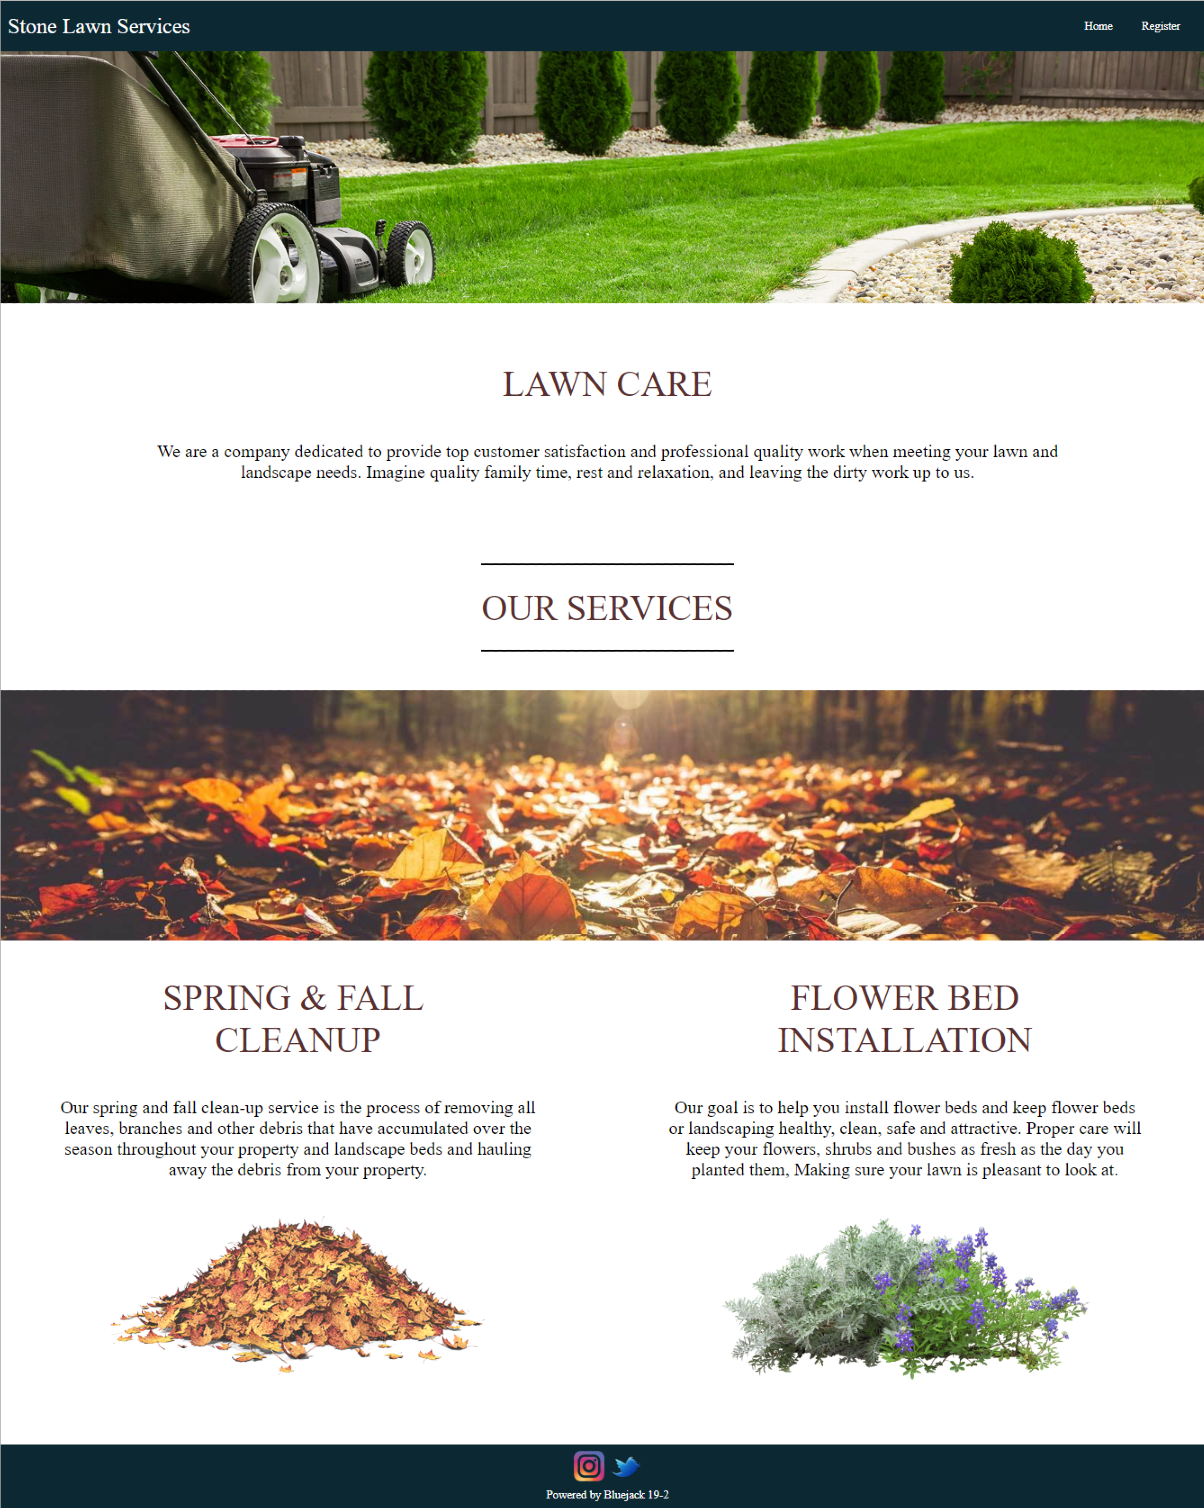 Stone Lawn Services
Home
Register
LAWN CARE
We are a company dedicated to provide top customer satisfaction and professional quality work when meeting your lawn and
landscape needs. Imagine quality family time, rest and relaxation, and leaving the dirty work up to us.
OUR SERVICES
SPRING & FALL
CLEANUP
Our spring and fall clean-up service is the process of removing all
leaves, branches and other debris that have accumulated over the
season throughout your property and landscape beds and hauling
away the debris from your property.
FLOWER BED
INSTALLATION
Our goal is to help you install flower beds and keep flower beds
or landscaping healthy, clean, safe and attractive. Proper care will
keep your flowers, shrubs and bushes as fresh as the day you
planted them, Making sure your lawn is pleasant to look at.
Powered by Bluejack 19-2